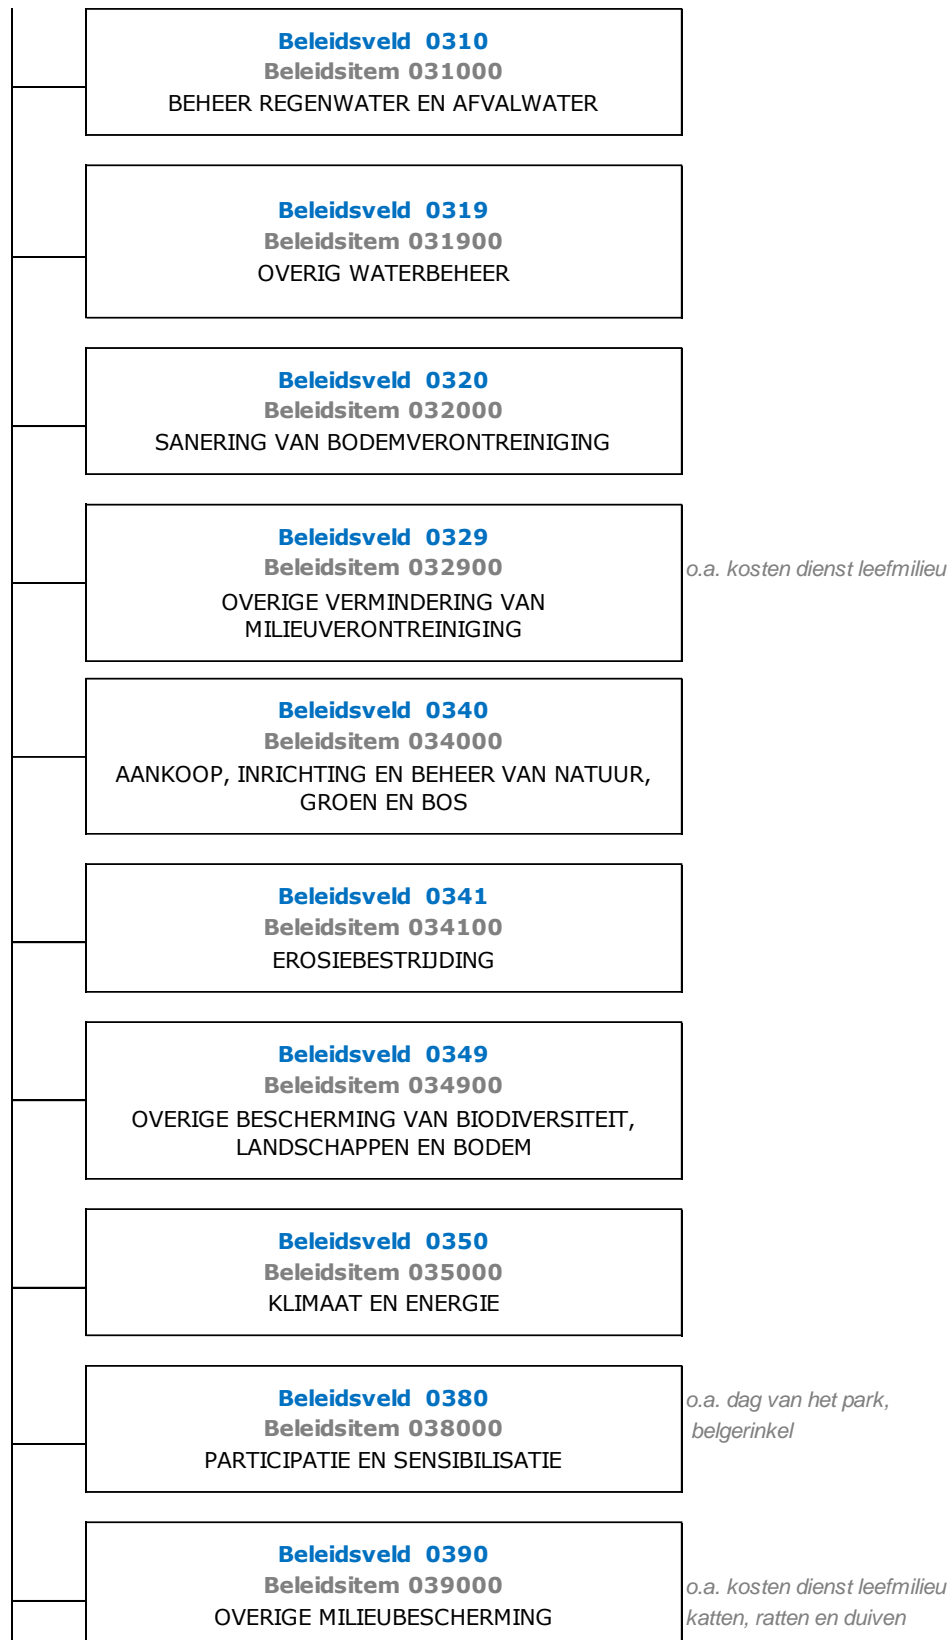 Beleidsveld 0310
Beleidsitem 031000
BEHEER REGENWATER EN AFVALWATER
Beleidsveld 0319
Beleidsitem 031900
OVERIG WATERBEHEER
Beleidsveld 0320
Beleidsitem 032000
SANERING VAN BODEMVERONTREINIGING
Beleidsveld 0329
Beleidsitem 032900
o.a. kosten dienst leefmilieu
OVERIGE VERMINDERING VAN
MILIEUVERONTREINIGING
Beleidsveld 0340
Beleidsitem 034000
AANKOOP, INRICHTING EN BEHEER VAN NATUUR,
GROEN EN BOS
Beleidsveld 0341
Beleidsitem 034100
EROSIEBESTRIJDING
Beleidsveld 0349
Beleidsitem 034900
OVERIGE BESCHERMING VAN BIODIVERSITEIT,
LANDSCHAPPEN EN BODEM
Beleidsveld 0350
Beleidsitem 035000
KLIMAAT EN ENERGIE
Beleidsveld 0380
Beleidsitem 038000
PARTICIPATIE EN SENSIBILISATIE
o.a. dag van het park,
belgerinkel
Beleidsveld 0390
Beleidsitem 039000
OVERIGE MILIEUBESCHERMING
o.a. kosten dienst leefmilieu
katten, ratten en duiven